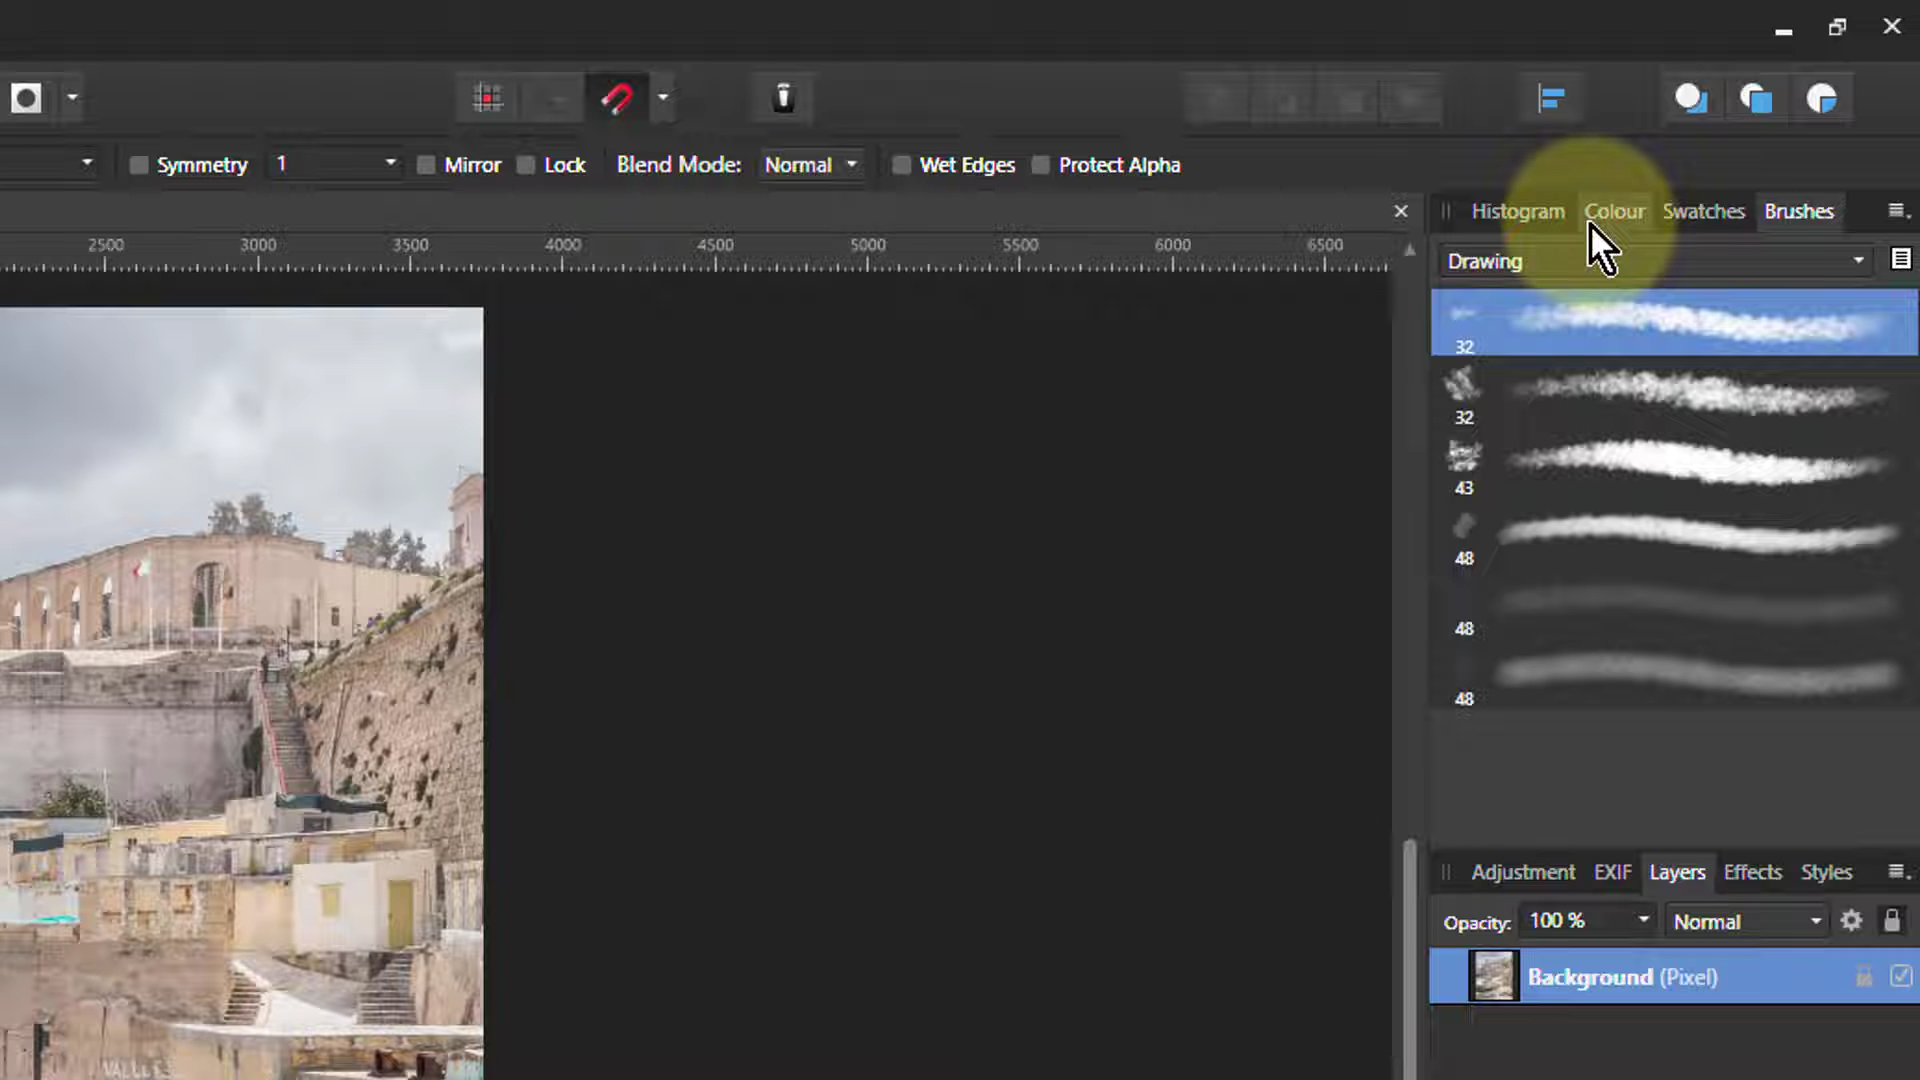 Symmetry 1 Mirror Lock Blend Mode: Normal Wet Edges Protect Alpha
Histogram Colour Swatches Brushes
2500 3000 3500 4000 4500 5000 5500 6000 6500
Drawing
32
32
43
48
48
48
Adjustment EXIF Layers Effects Styles
Opacity: 100 % Normal
Background (Pixel)